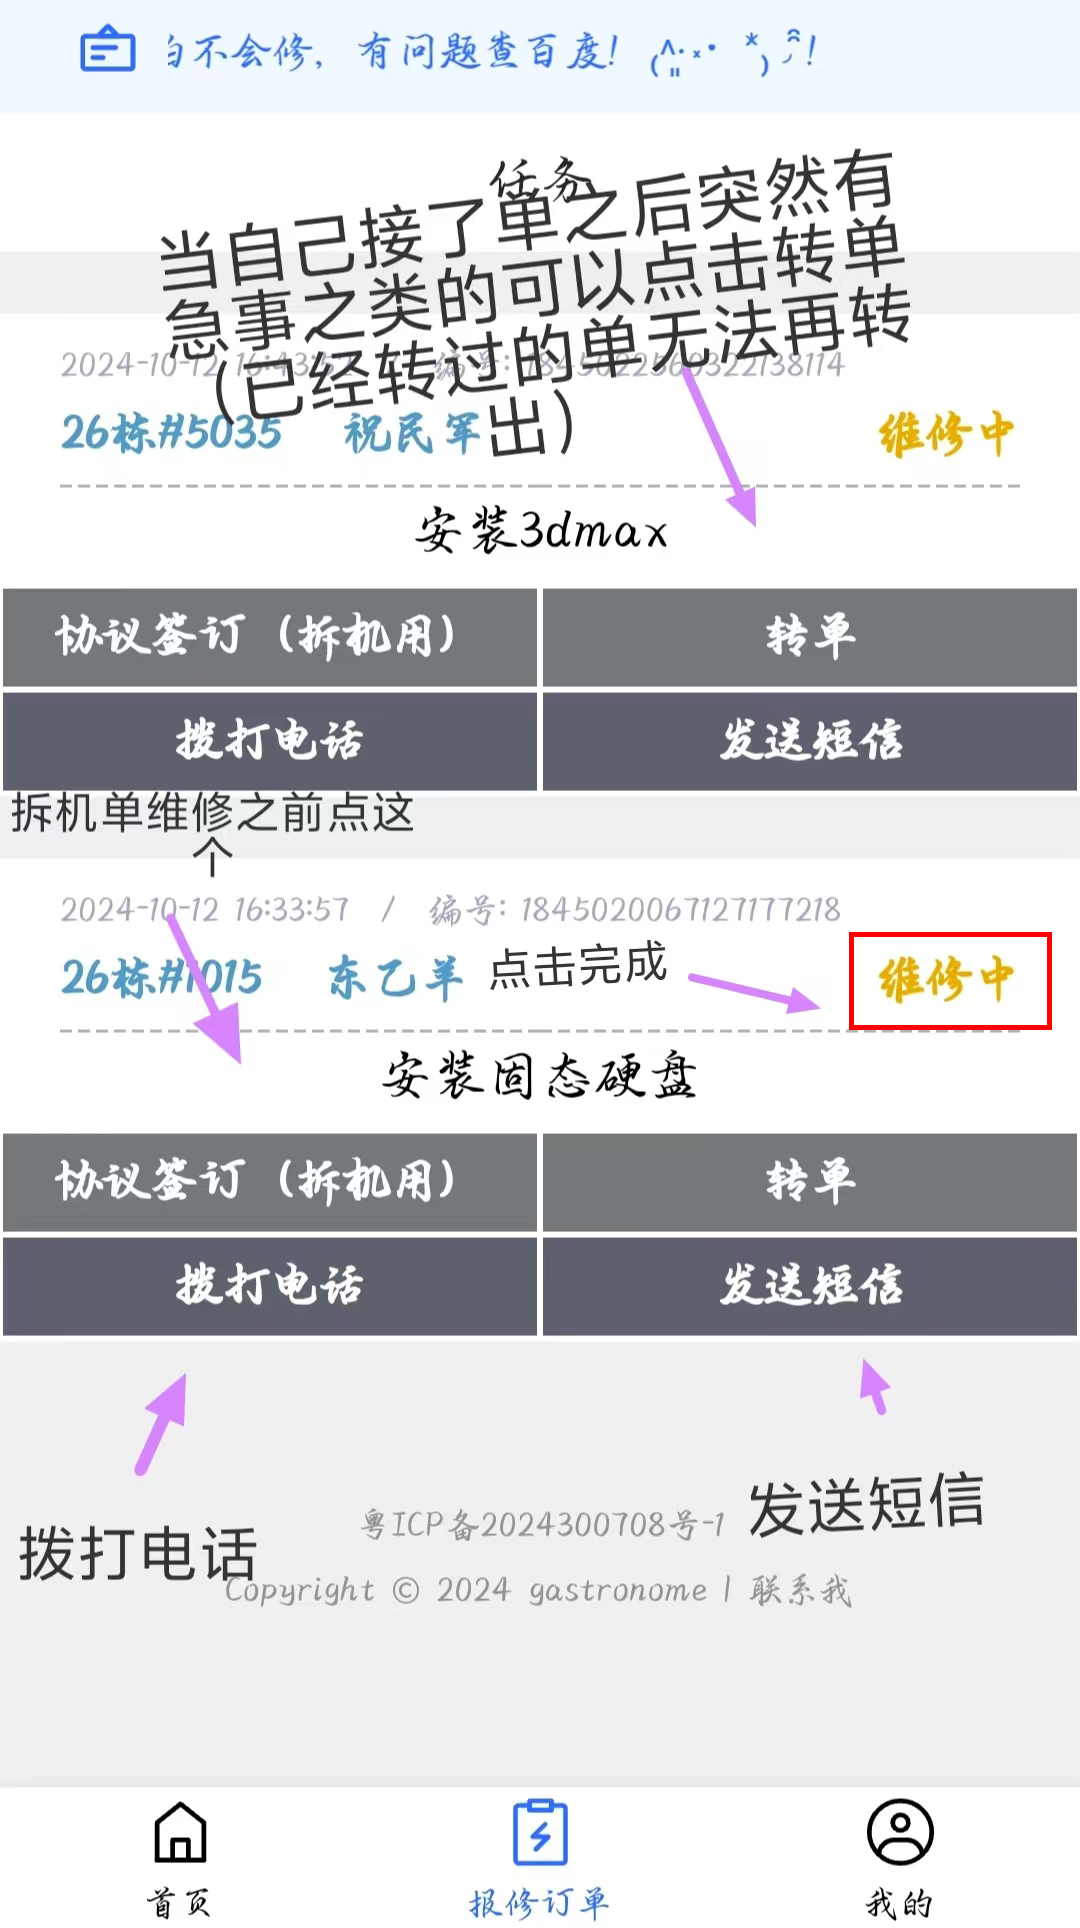 不会修，有问题查百度！
任务
当自己接了单之后突然有
急事之类的可以点击转单
（已经转过的单无法再转
出）
2024-10-12 16:43:5 编号：1845022560322138114
26栋#5035 祝民军 维修中
安装3dmax
协议签订（拆机用） 转单
拨打电话 发送短信
拆机单维修之前点这
个
2024-10-12 16:33:57 / 编号：1845020067127177218
26栋#1015 东乙羊 点击完成 维修中
安装固态硬盘
协议签订（拆机用） 转单
拨打电话 发送短信
拨打电话 发送短信
粤ICP备2024300708号-1
Copyright © 2024 gastronome | 联系我
首页 报修订单 我的